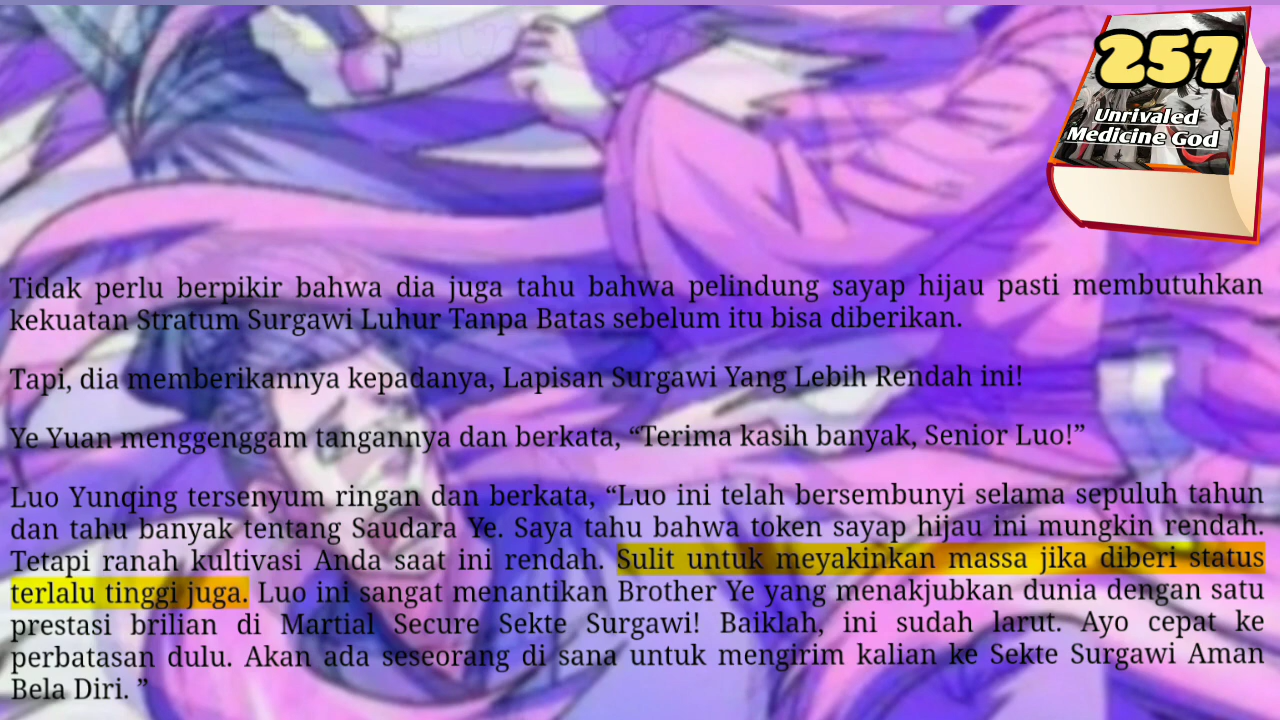 257
Unrivaled
Medicine God
Tidak perlu berpikir bahwa dia juga tahu bahwa pelindung sayap hijau pasti membutuhkan
kekuatan Stratum Surgawi Luhur Tanpa Batas sebelum itu bisa diberikan.
Tapi, dia memberikannya kepadanya, Lapisan Surgawi Yang Lebih Rendah ini!
Ye Yuan menggenggam tangannya dan berkata, “Terima kasih banyak, Senior Luo!”
Luo Yunqing tersenyum ringan dan berkata, “Luo ini telah bersembunyi selama sepuluh tahun
dan tahu banyak tentang Saudara Ye. Saya tahu bahwa token sayap hijau ini mungkin rendah.
Tetapi ranah kultivasi Anda saat ini rendah. Sulit untuk meyakinkan massa jika diberi status
terlalu tinggi juga. Luo ini sangat menantikan Brother Ye yang menakjubkan dunia dengan satu
prestasi brilian di Martial Secure Sekte Surgawi! Baiklah, ini sudah larut. Ayo cepat ke
perbatasan dulu. Akan ada seseorang di sana untuk mengirim kalian ke Sekte Surgawi Aman
Bela Diri. ”